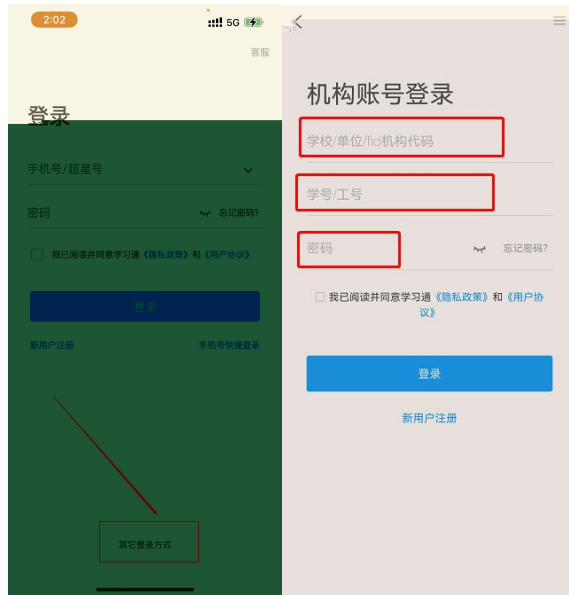 2:02
5G
客服
登录
手机号/超星号
密码
忘记密码?
我已阅读并同意学习通《隐私政策》和《用户协议》
登录
新用户注册
手机号快捷登录
其它登录方式
机构账号登录
学校/单位/fid机构代码
学号/工号
密码
忘记密码?
我已阅读并同意学习通《隐私政策》和《用户协
议》
登录
新用户注册